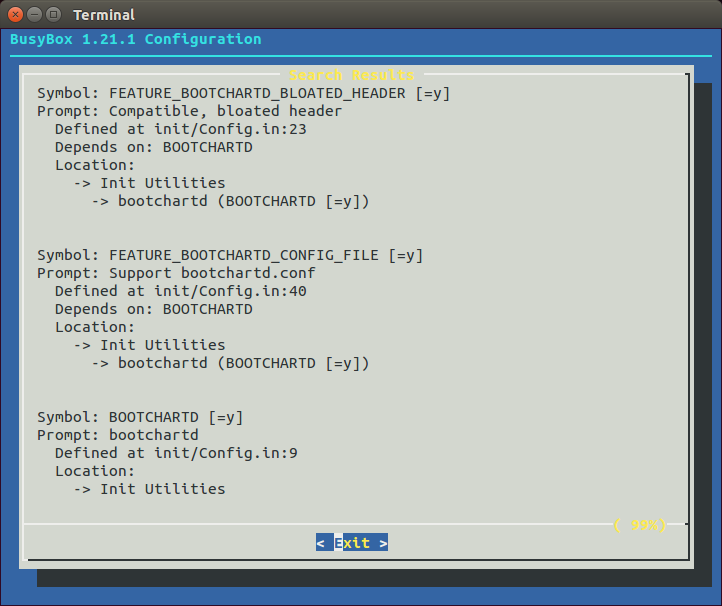 Terminal
BusyBox 1.21.1 Configuration
Search Results
Symbol: FEATURE_BOOTCHARTD_BLOATED_HEADER [=y]
Prompt: Compatible, bloated header
Defined at init/Config.in:23
Depends on: BOOTCHARTD
Location:
-> Init Utilities
-> bootchartd (BOOTCHARTD [=y])
Symbol: FEATURE_BOOTCHARTD_CONFIG_FILE [=y]
Prompt: Support bootchartd.conf
Defined at init/Config.in:40
Depends on: BOOTCHARTD
Location:
-> Init Utilities
-> bootchartd (BOOTCHARTD [=y])
Symbol: BOOTCHARTD [=y]
Prompt: bootchartd
Defined at init/Config.in:9
Location:
-> Init Utilities
( 99%)
< Exit >